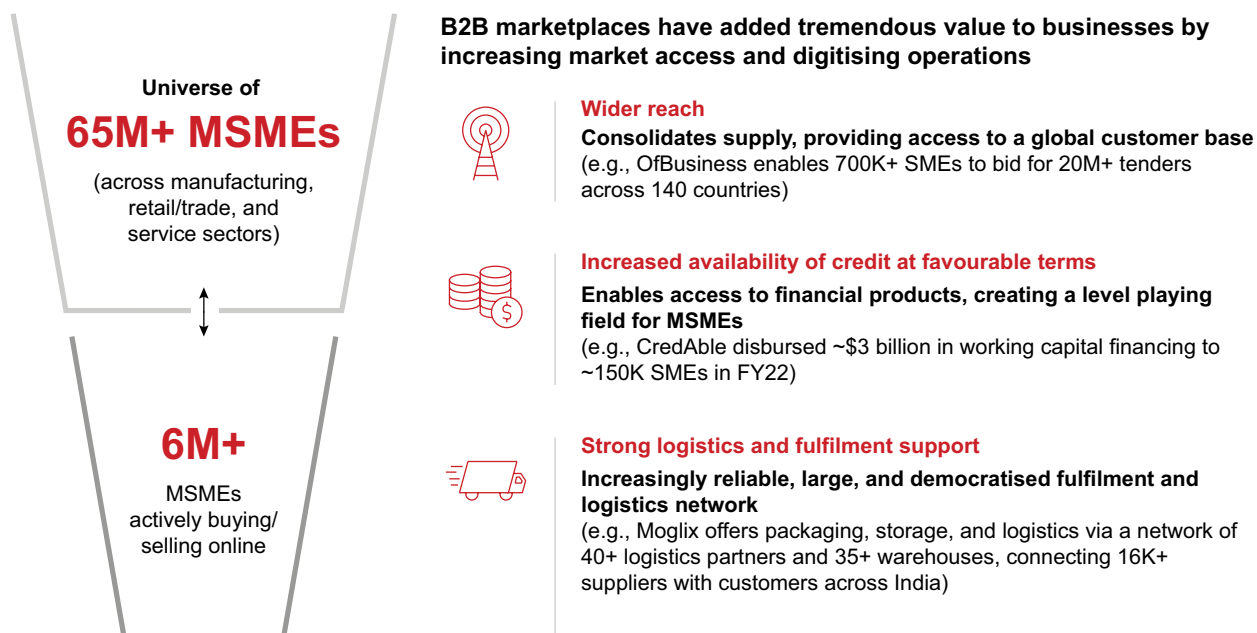 Universe of
65M+ MSMEs
(across manufacturing,
retail/trade, and
service sectors)
6M+
MSMEs
actively buying/
selling online
B2B marketplaces have added tremendous value to businesses by
increasing market access and digitising operations
Wider reach
Consolidates supply, providing access to a global customer base
(e.g., OfBusiness enables 700K+ SMEs to bid for 20M+ tenders
across 140 countries)
$
Increased availability of credit at favourable terms
Enables access to financial products, creating a level playing
field for MSMEs
(e.g., CredAble disbursed ~$3 billion in working capital financing to
~150K SMEs in FY22)
Strong logistics and fulfilment support
Increasingly reliable, large, and democratised fulfilment and
logistics network
(e.g., Moglix offers packaging, storage, and logistics via a network of
40+ logistics partners and 35+ warehouses, connecting 16K+
suppliers with customers across India)